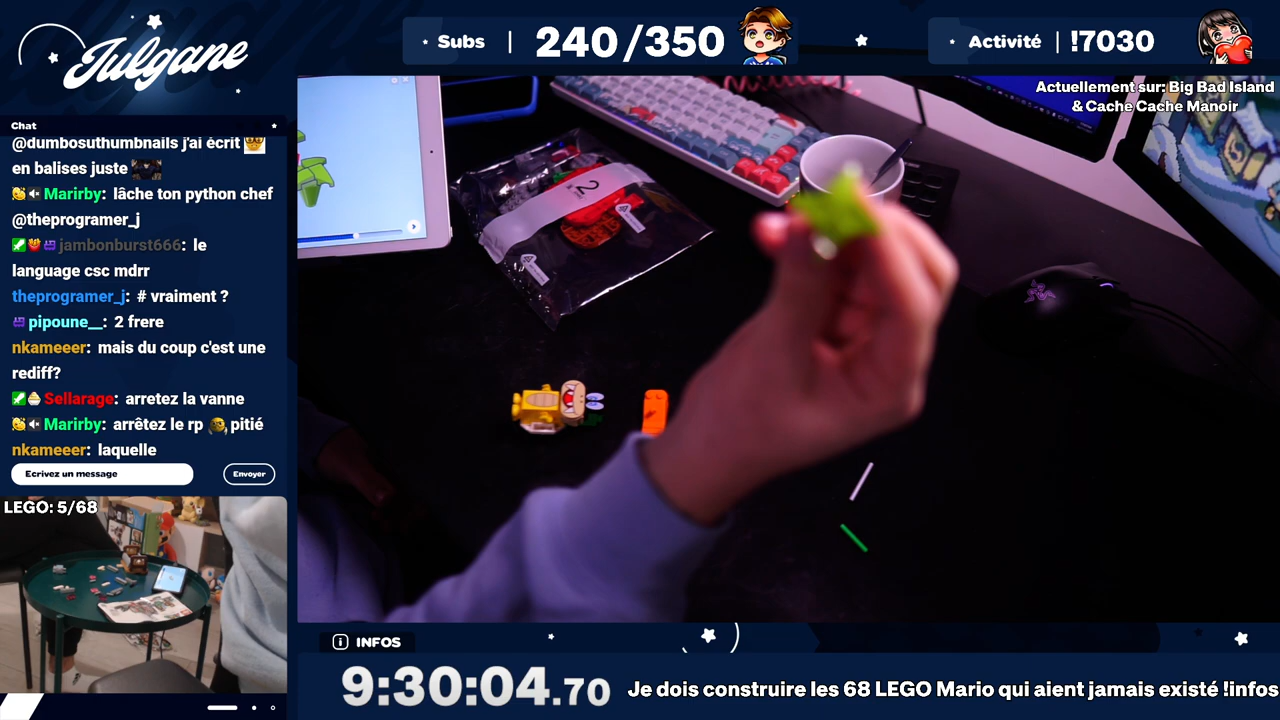 Julgane
Subs | 240/350
Activité | !7030
Actuellement sur: Big Bad Island
& Cache Cache Manoir
Chat
@dumbosuthumbnails j'ai écrit
en balises juste
Marirby: lâche ton python chef
@theprogramer_j
jambonburst666: le
language csc mdrr
theprogramer_j: # vraiment ?
pipoune__: 2 frere
nkameeer: mais du coup c'est une
rediff?
Sellarage: arretez la vanne
Marirby: arrêtez le rp pitié
nkameeer: laquelle
Ecrivez un message
Envoyer
LEGO: 5/68
2
INFOS
9:30:04.70
Je dois construire les 68 LEGO Mario qui aient jamais existé !infos